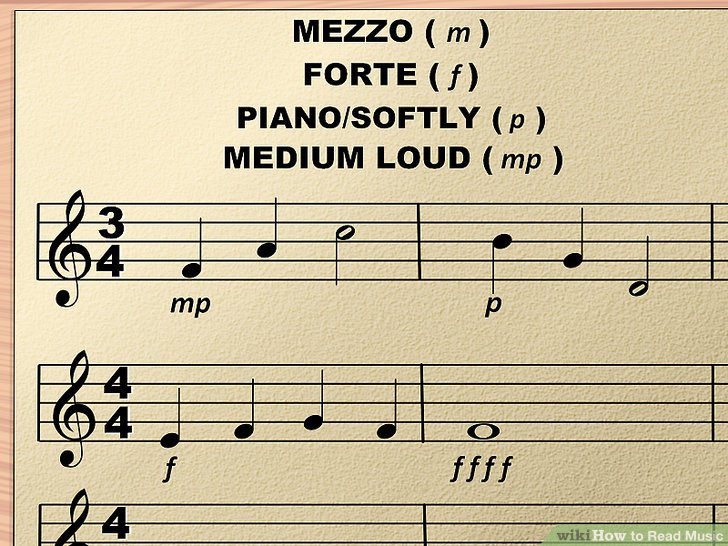 MEZZO ( m )
FORTE ( f )
PIANO/SOFTLY ( p )
MEDIUM LOUD ( mp )
3
4
mp p
4
4
f ffff
4
wikiHow to Read Music